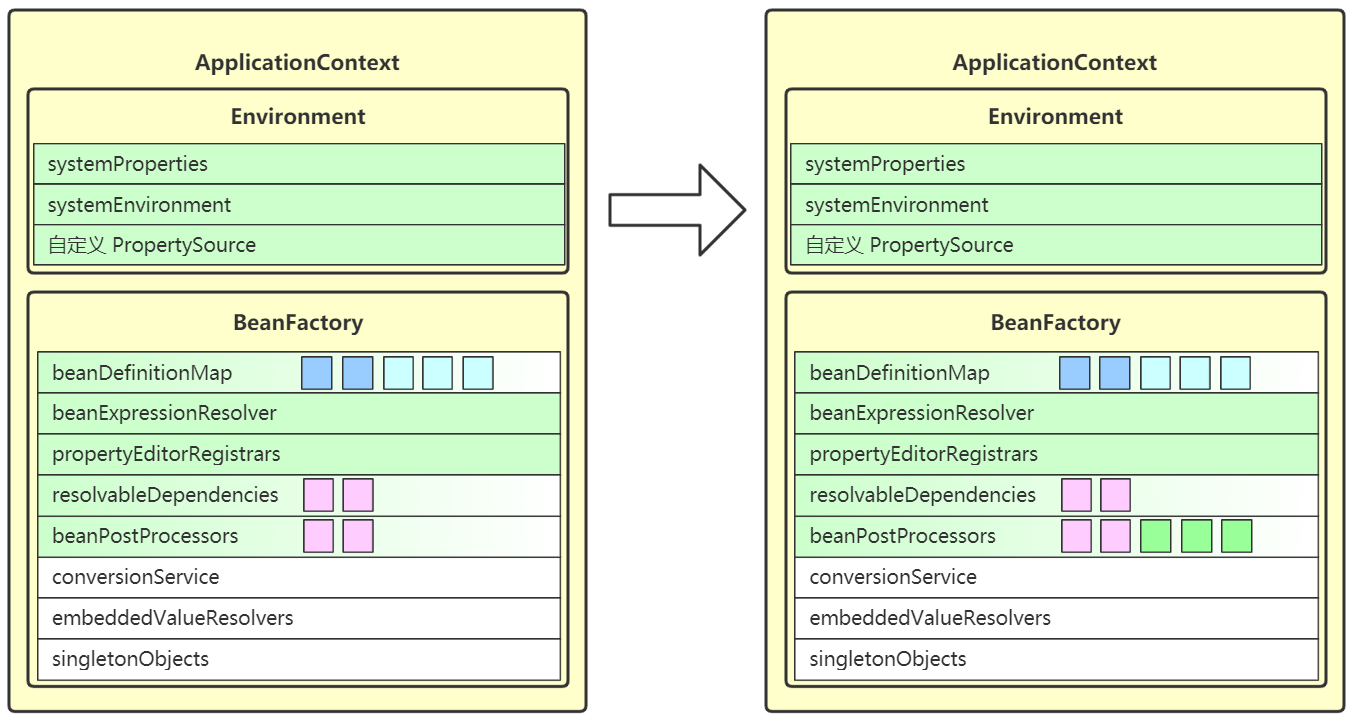 ApplicationContext
Environment
systemProperties
systemEnvironment
自定义 PropertySource
BeanFactory
beanDefinitionMap
beanExpressionResolver
propertyEditorRegistrars
resolvableDependencies
beanPostProcessors
conversionService
embeddedValueResolvers
singletonObjects
ApplicationContext
Environment
systemProperties
systemEnvironment
自定义 PropertySource
BeanFactory
beanDefinitionMap
beanExpressionResolver
propertyEditorRegistrars
resolvableDependencies
beanPostProcessors
conversionService
embeddedValueResolvers
singletonObjects